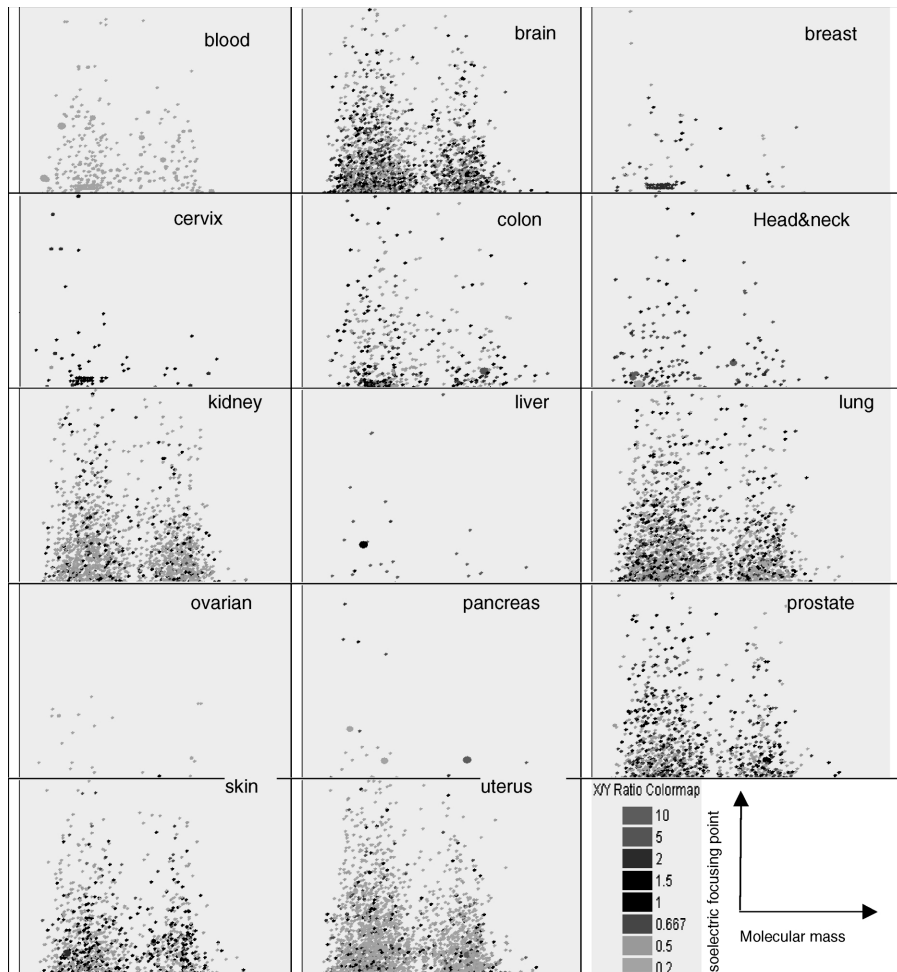 blood
brain
breast
cervix
colon
Head&neck
kidney
liver
lung
ovarian
pancreas
prostate
skin
uterus
X/Y Ratio Colormap
10
5
2
1.5
1
0.667
0.5
0.2
soelectric focusing point
Molecular mass